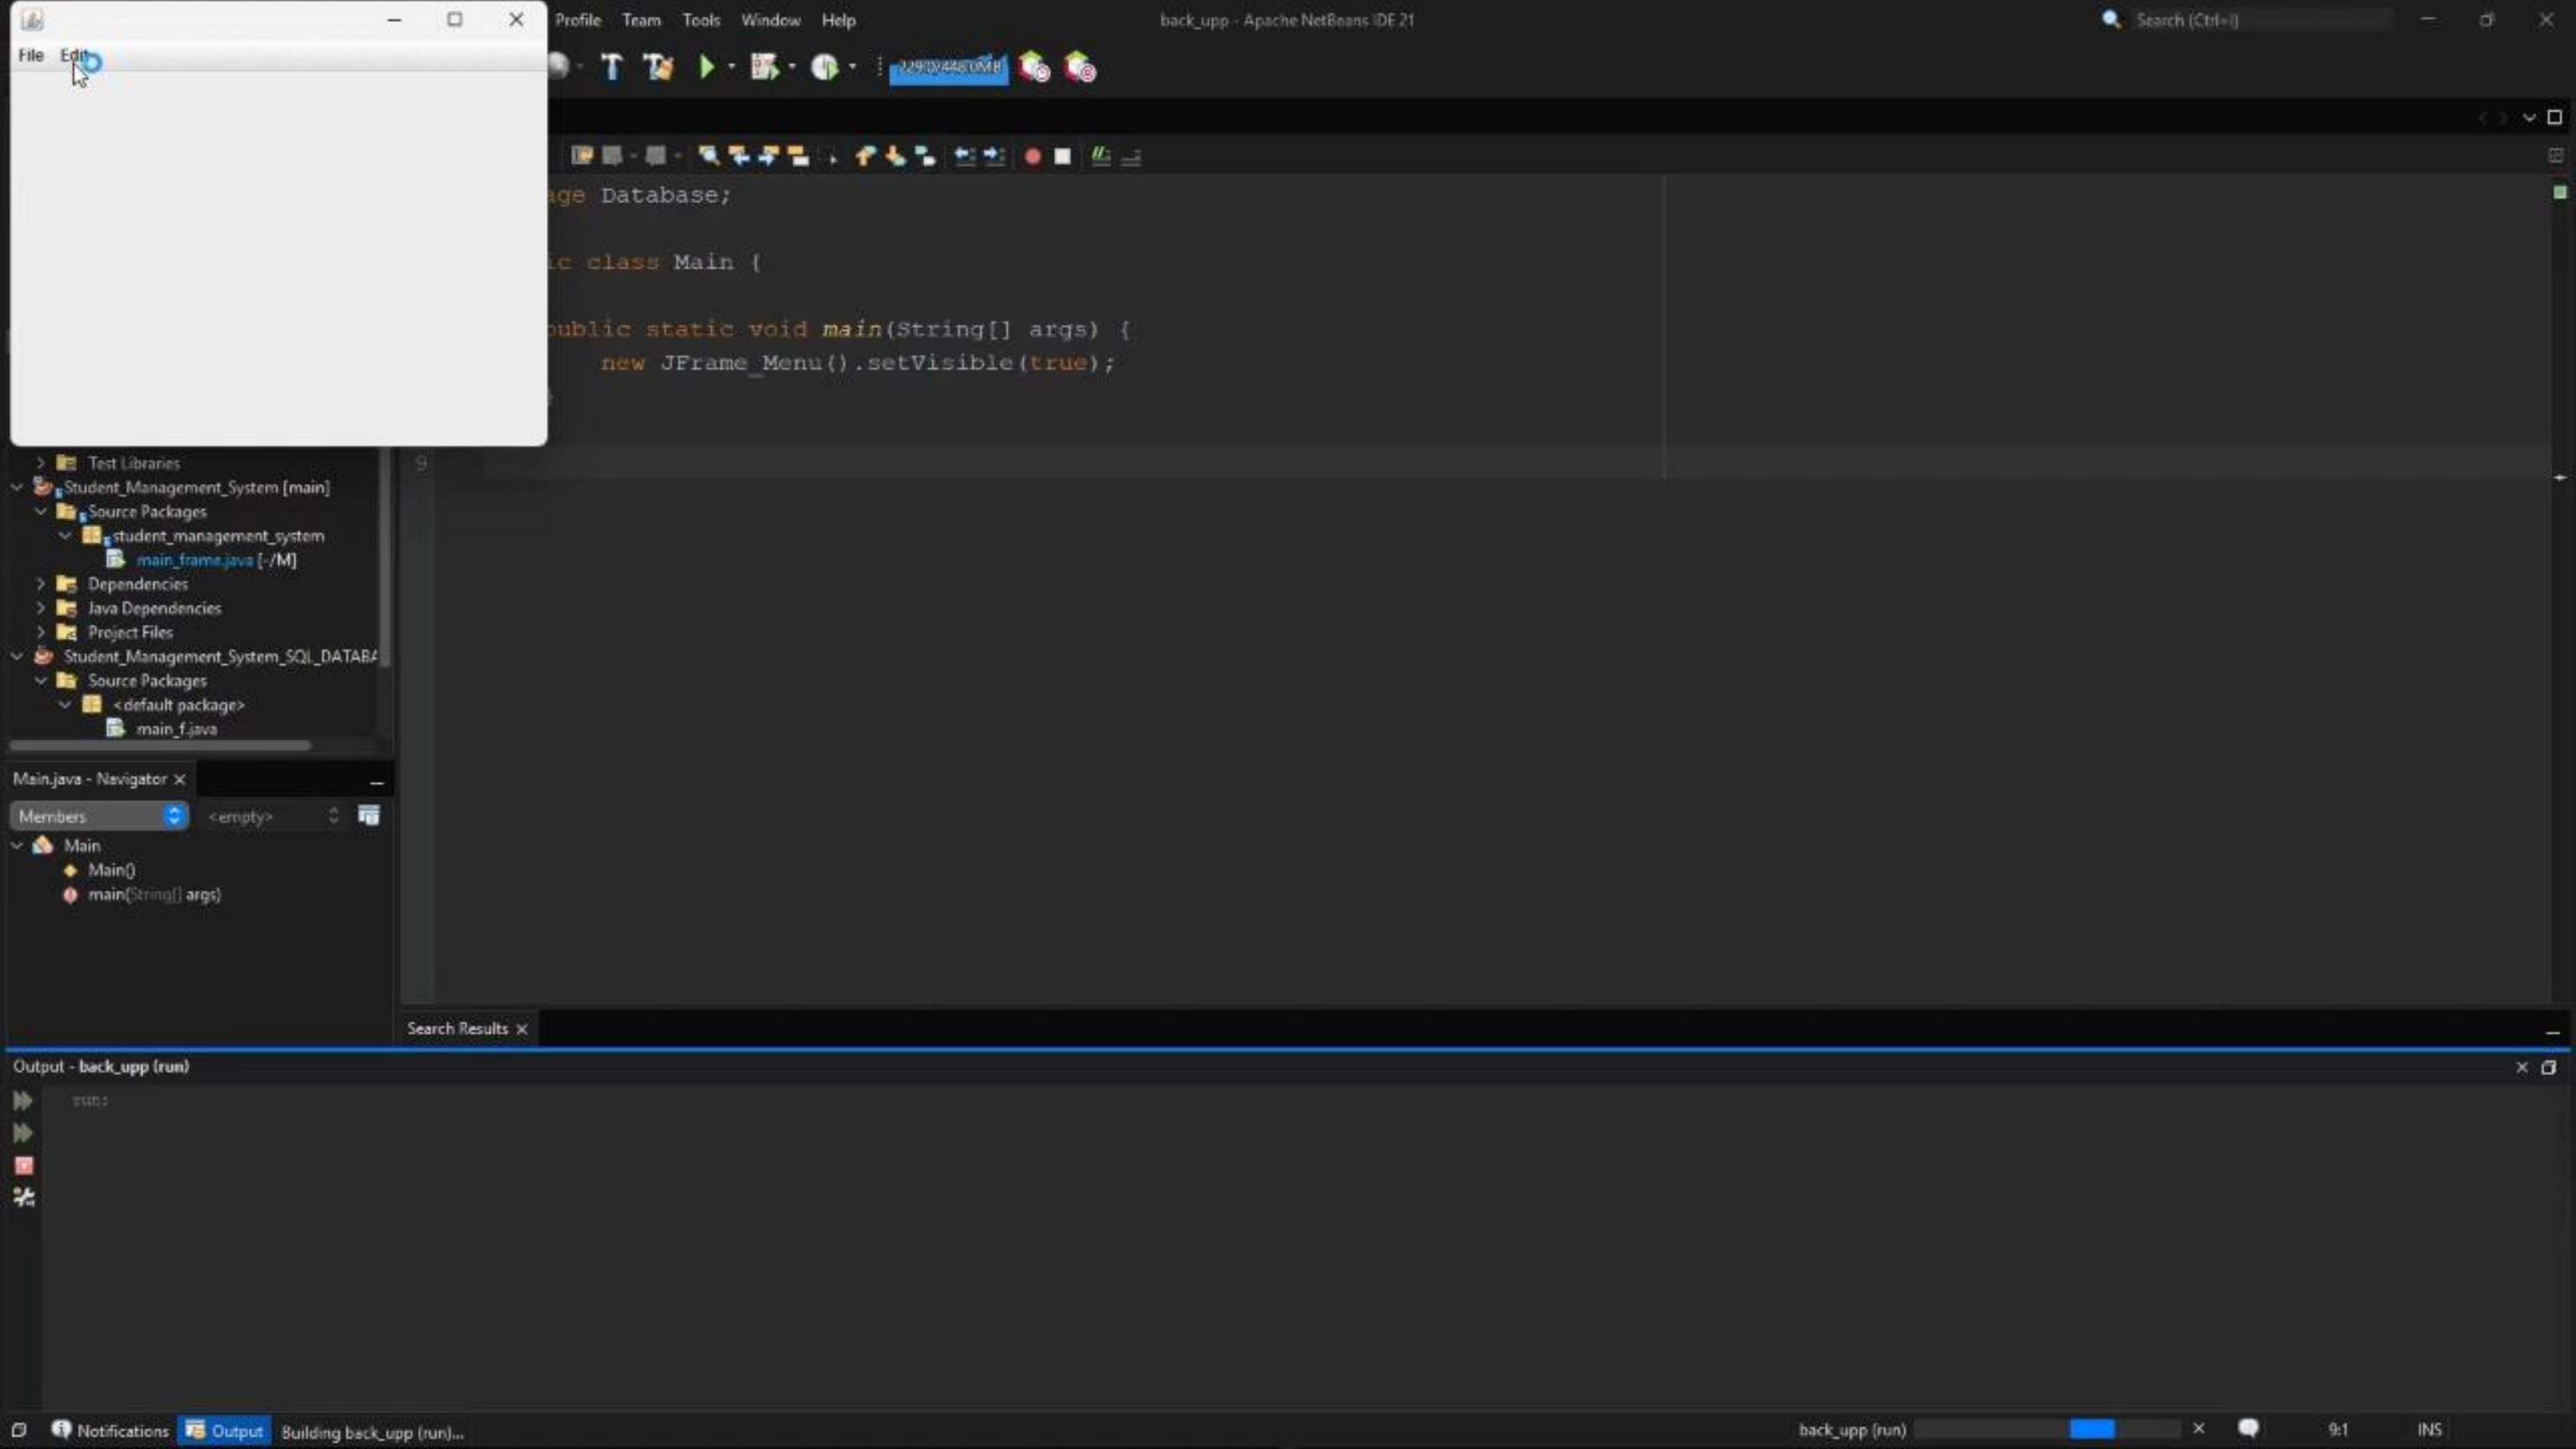 Profile Team Tools Window Help
back_upp - Apache NetBeans IDE 21
Search (Ctrl+I)
File Edit
age Database;
ic class Main {
public static void main(String[] args) {
new JFrame_Menu().setVisible(true);
}
9
Test Libraries
Student_Management_System [main]
Source Packages
student_management_system
main_frame.java [-/M]
Dependencies
Java Dependencies
Project Files
Student_Management_System_SQL_DATABA
Source Packages
<default package>
main_f.java
Main.java - Navigator
Members
<empty>
Main
Main()
main(String[] args)
Search Results
Output - back_upp (run)
run:
Notifications
Output
Building back_upp (run)...
back_upp (run)
9:1
INS